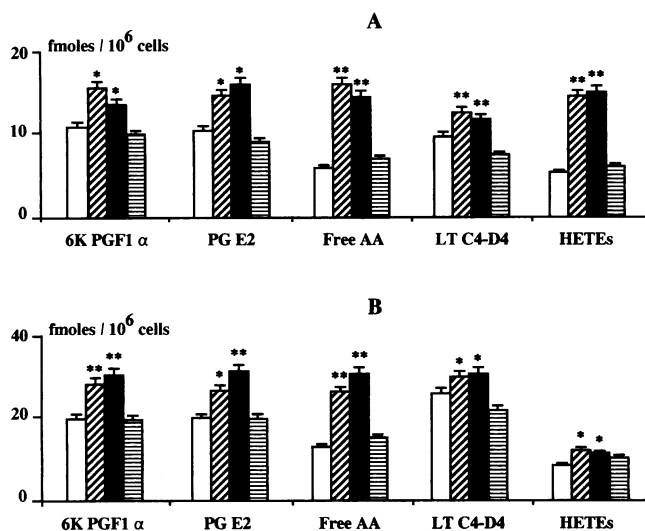 A
fmoles / 10⁶ cells
20
* * * * ** ** ** ** ** **
10
0
6K PGF1 α PG E2 Free AA LT C4-D4 HETEs
B
fmoles / 10⁶ cells
40
** ** * ** ** ** * * * *
20
0
6K PGF1 α PG E2 Free AA LT C4-D4 HETEs